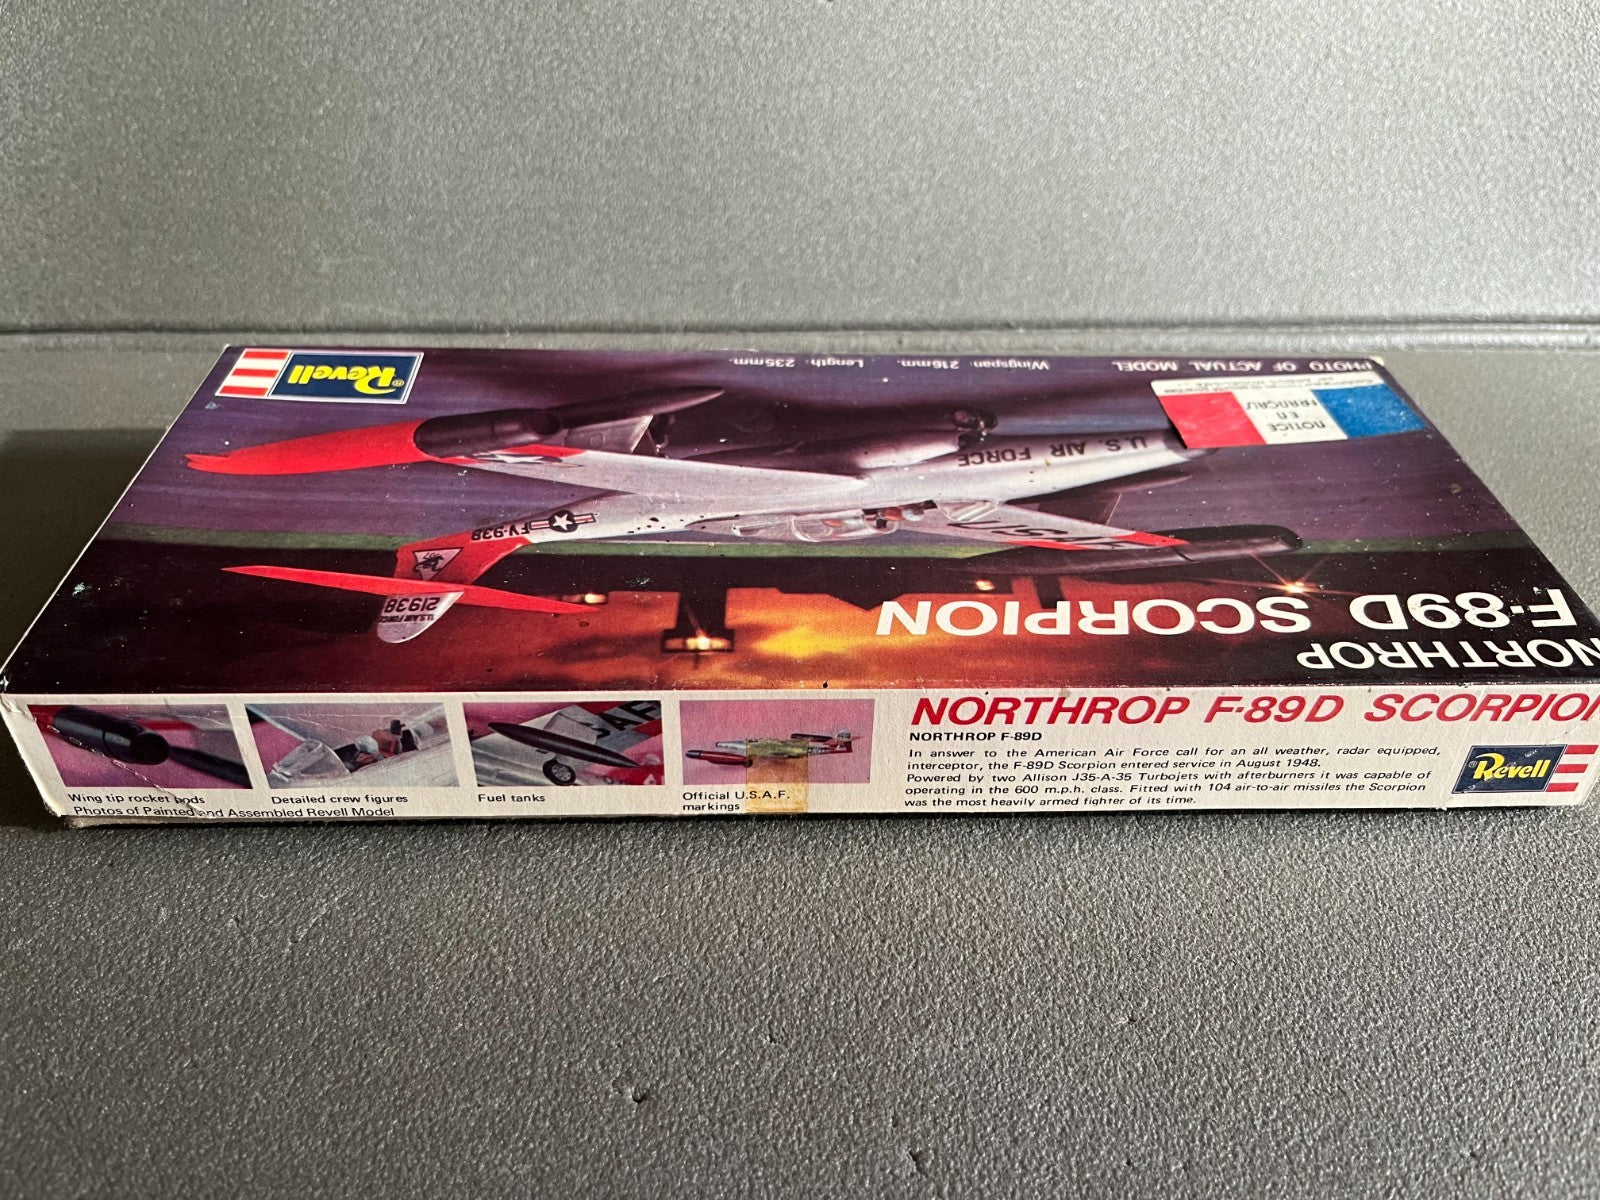 NORTHROP
F-89D SCORPION
U.S. AIR FORCE
21938
FV-938
U.S. AIR FORCE
NOTICE
EN
FRANÇAIS
PHOTO OF ACTUAL MODEL
Wingspan: 216mm.
Length: 235mm.
Revell®
NORTHROP F-89D SCORPION
NORTHROP F-89D
In answer to the American Air Force call for an all weather, radar equipped,
interceptor, the F-89D Scorpion entered service in August 1948.
Powered by two Allison J35-A-35 Turbojets with afterburners it was capable of
operating in the 600 m.p.h. class. Fitted with 104 air-to-air missiles the Scorpion
was the most heavily armed fighter of its time.
Revell
Wing tip rocket pods
Detailed crew figures
Fuel tanks
Official U.S.A.F.
markings
Photos of Painted and Assembled Revell Model